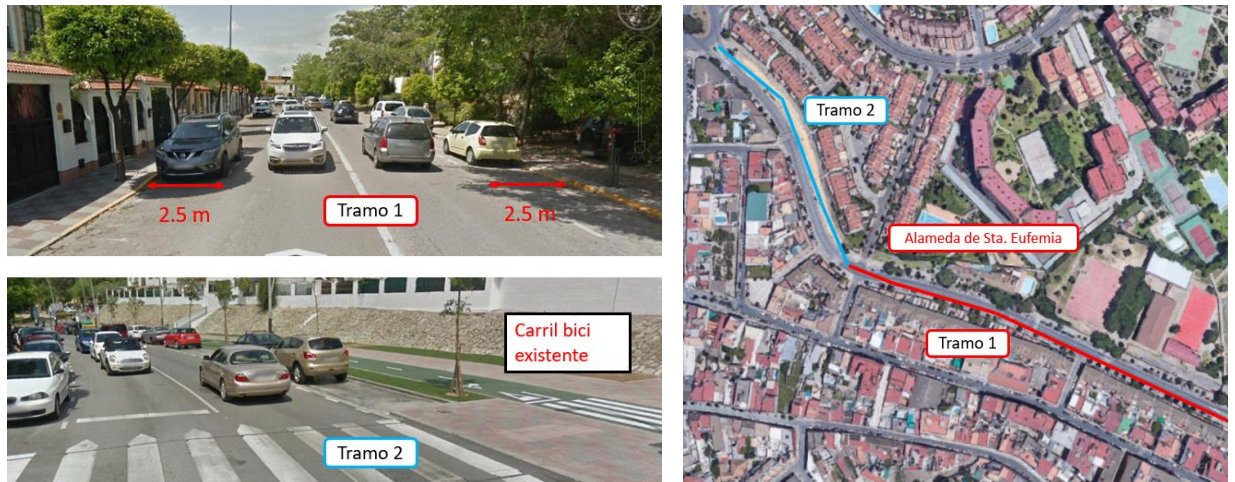 2.5 m
Tramo 1
2.5 m
Carril bici
existente
Tramo 2
Tramo 2
Alameda de Sta. Eufemia
Tramo 1